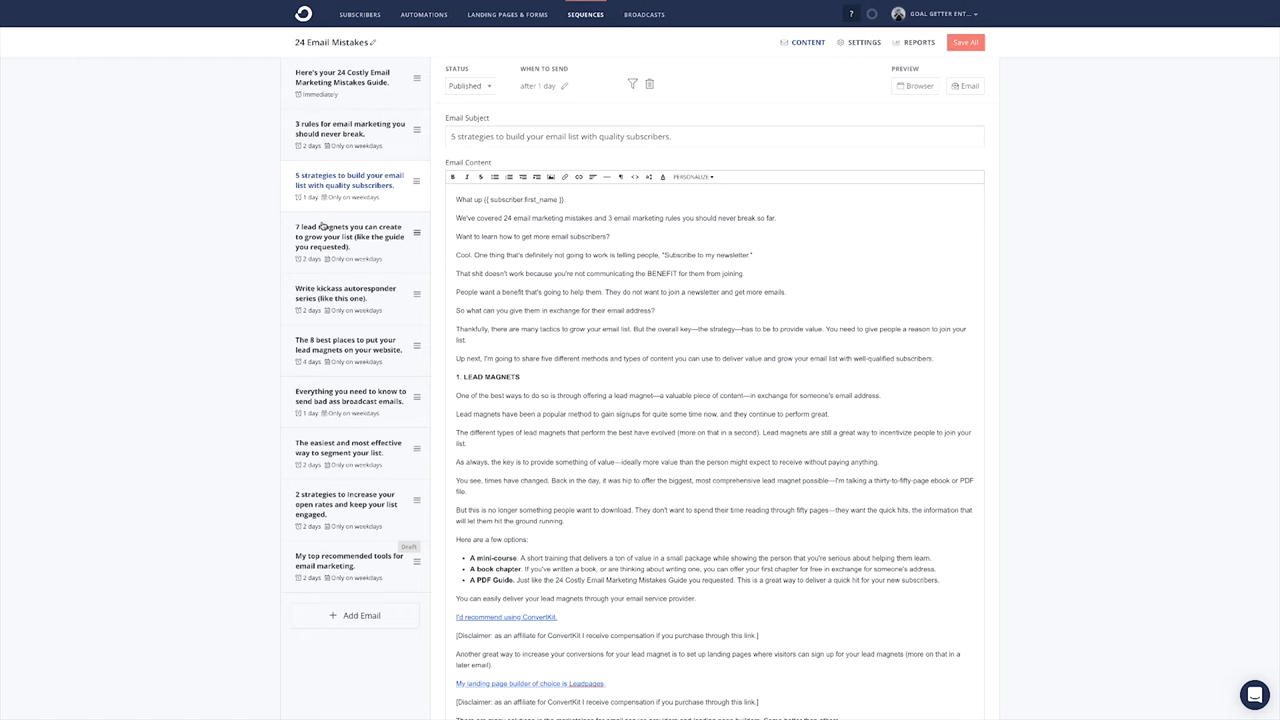 SUBSCRIBERS AUTOMATIONS LANDING PAGES & FORMS SEQUENCES BROADCASTS ? GOAL GETTER ENT...
24 Email Mistakes CONTENT SETTINGS REPORTS Save All
Here's your 24 Costly Email
Marketing Mistakes Guide.
Immediately
3 rules for email marketing you
should never break.
2 days Only on weekdays
5 strategies to build your email
list with quality subscribers.
1 day Only on weekdays
7 lead magnets you can create
to grow your list (like the guide
you requested).
2 days Only on weekdays
Write kickass autoresponder
series (like this one).
2 days Only on weekdays
The 8 best places to put your
lead magnets on your website.
4 days Only on weekdays
Everything you need to know to
send bad ass broadcast emails.
1 day Only on weekdays
The easiest and most effective
way to segment your list.
2 days Only on weekdays
2 strategies to increase your
open rates and keep your list
engaged.
2 days Only on weekdays
Draft
My top recommended tools for
email marketing.
2 days Only on weekdays
+ Add Email
STATUS WHEN TO SEND PREVIEW
Published after 1 day Browser Email
Email Subject
5 strategies to build your email list with quality subscribers.
Email Content
B I S <> A PERSONALIZE
What up {{ subscriber.first_name }}.
We've covered 24 email marketing mistakes and 3 email marketing rules you should never break so far.
Want to learn how to get more email subscribers?
Cool. One thing that's definitely not going to work is telling people, "Subscribe to my newsletter."
That shit doesn't work because you're not communicating the BENEFIT for them from joining.
People want a benefit that's going to help them. They do not want to join a newsletter and get more emails.
So what can you give them in exchange for their email address?
Thankfully, there are many tactics to grow your email list. But the overall key—the strategy—has to be to provide value. You need to give people a reason to join your
list.
Up next, I'm going to share five different methods and types of content you can use to deliver value and grow your email list with well-qualified subscribers.
1. LEAD MAGNETS
One of the best ways to do so is through offering a lead magnet—a valuable piece of content—in exchange for someone's email address.
Lead magnets have been a popular method to gain signups for quite some time now, and they continue to perform great.
The different types of lead magnets that perform the best have evolved (more on that in a second). Lead magnets are still a great way to incentivize people to join your
list.
As always, the key is to provide something of value—ideally more value than the person might expect to receive without paying anything.
You see, times have changed. Back in the day, it was hip to offer the biggest, most comprehensive lead magnet possible—I'm talking a thirty-to-fifty-page ebook or PDF
file.
But this is no longer something people want to download. They don't want to spend their time reading through fifty pages—they want the quick hits, the information that
will let them hit the ground running.
Here are a few options:
• A mini-course. A short training that delivers a ton of value in a small package while showing the person that you're serious about helping them learn.
• A book chapter. If you've written a book, or are thinking about writing one, you can offer your first chapter for free in exchange for someone's address.
• A PDF Guide. Just like the 24 Costly Email Marketing Mistakes Guide you requested. This is a great way to deliver a quick hit for your new subscribers.
You can easily deliver your lead magnets through your email service provider.
I'd recommend using ConvertKit.
[Disclaimer: as an affiliate for ConvertKit I receive compensation if you purchase through this link.]
Another great way to increase your conversions for your lead magnet is to set up landing pages where visitors can sign up for your lead magnets (more on that in a
later email).
My landing page builder of choice is Leadpages.
[Disclaimer: as an affiliate for ConvertKit I receive compensation if you purchase through this link.]